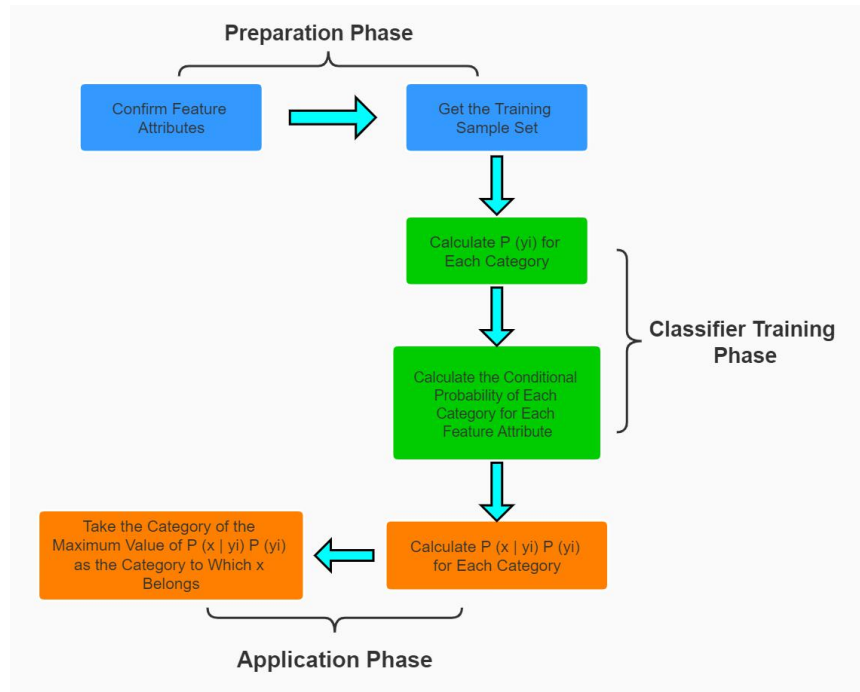 Preparation Phase
Confirm Feature
Attributes
Get the Training
Sample Set
Calculate P (yi) for
Each Category
Classifier Training
Phase
Calculate the Conditional
Probability of Each
Category for Each
Feature Attribute
Take the Category of the
Maximum Value of P (x | yi) P (yi)
as the Category to Which x
Belongs
Calculate P (x | yi) P (yi)
for Each Category
Application Phase